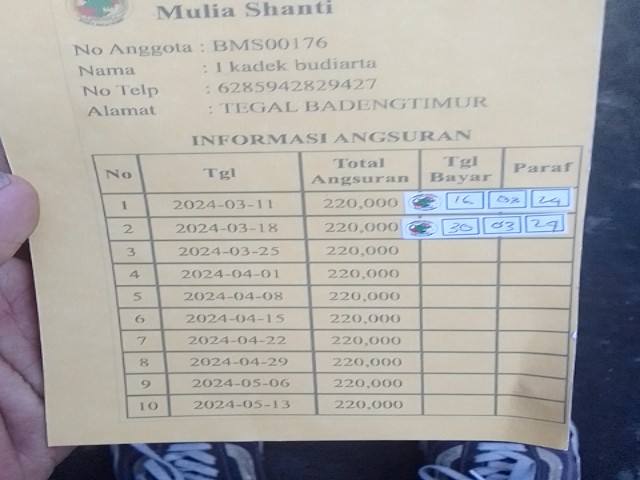 Mulia Shanti
No Anggota : BMS00176
Nama : I kadek budiarta
No Telp : 6285942829427
Alamat : TEGAL BADENGTIMUR
INFORMASI ANGSURAN
No Tgl Total Angsuran Tgl Bayar Paraf
1 2024-03-11 220,000 16 03 24
2 2024-03-18 220,000 30 03 24
3 2024-03-25 220,000
4 2024-04-01 220,000
5 2024-04-08 220,000
6 2024-04-15 220,000
7 2024-04-22 220,000
8 2024-04-29 220,000
9 2024-05-06 220,000
10 2024-05-13 220,000